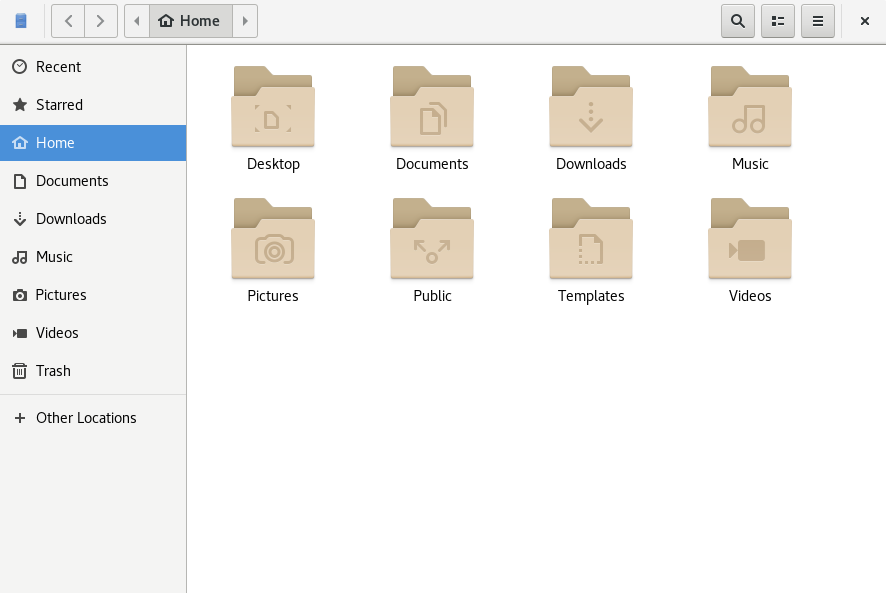 Home
Recent
Starred
Home
Documents
Downloads
Music
Pictures
Videos
Trash
Other Locations
Desktop
Documents
Downloads
Music
Pictures
Public
Templates
Videos